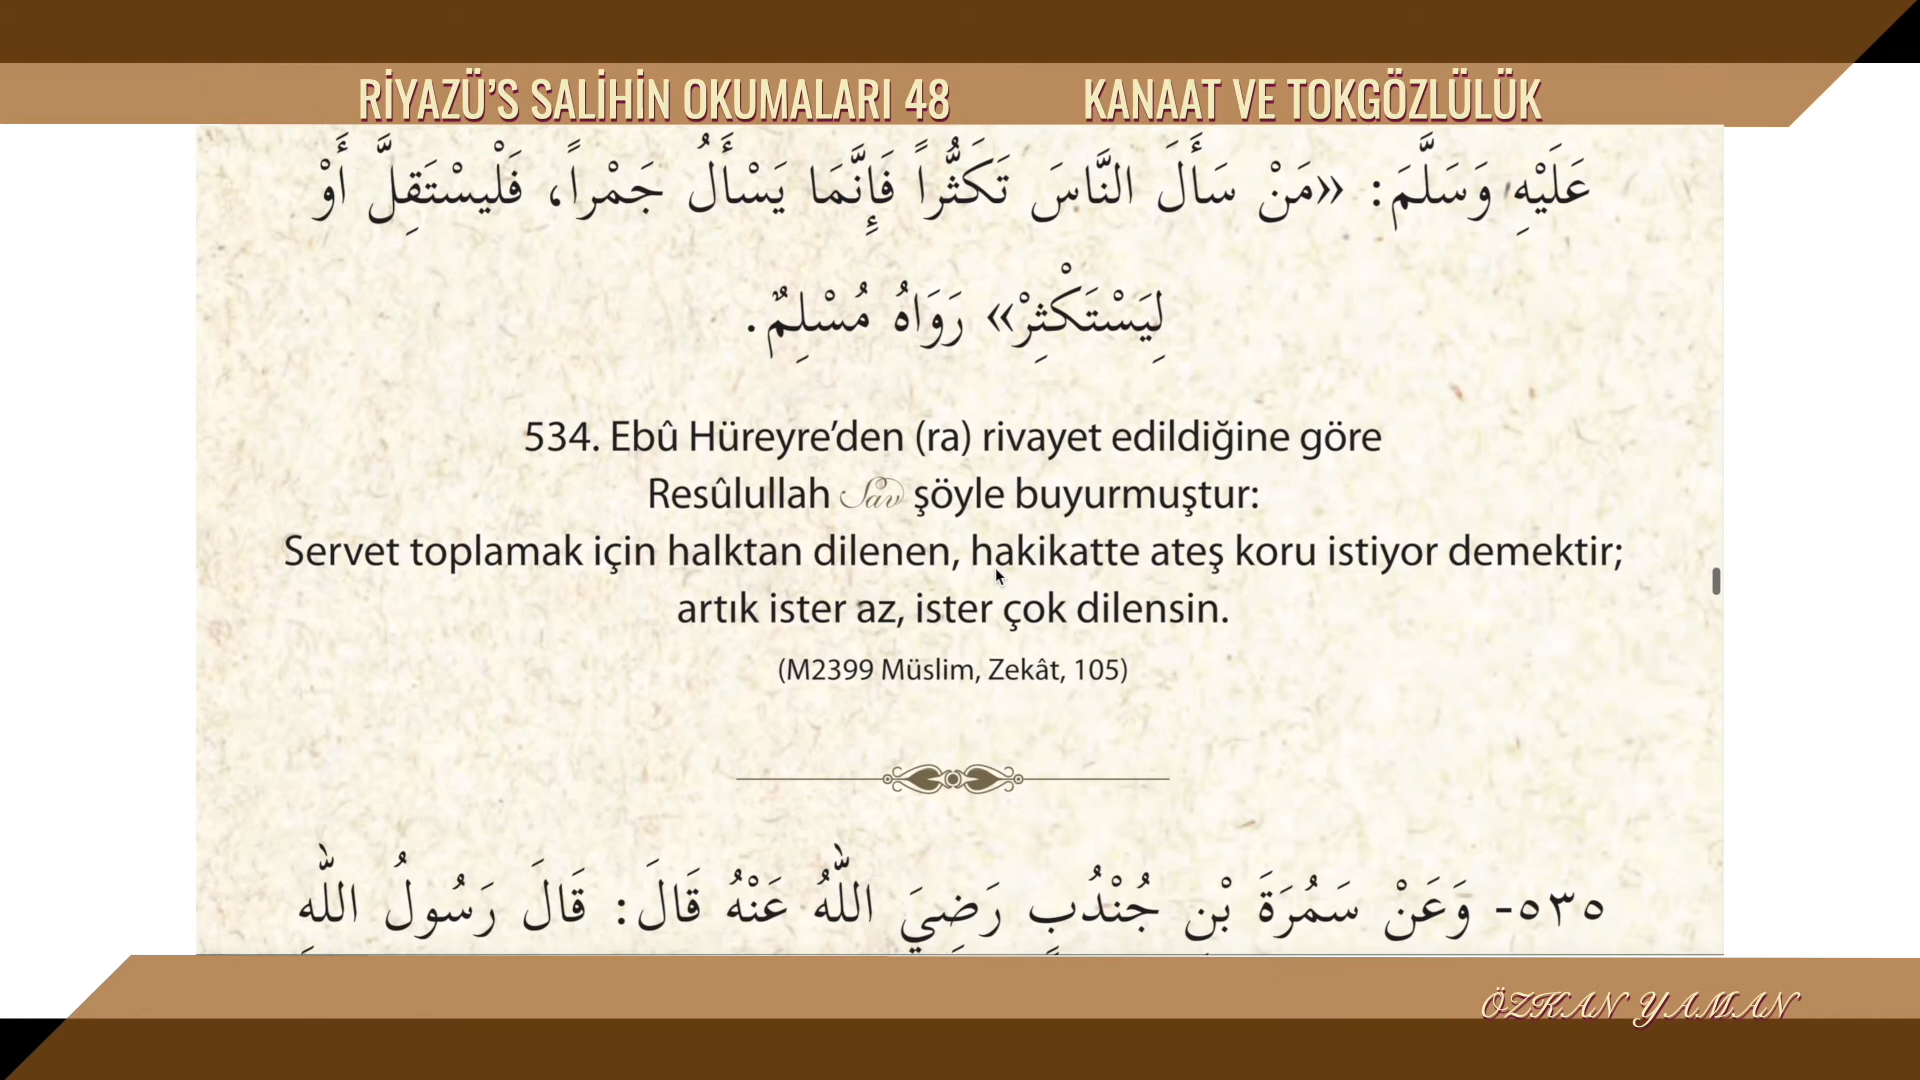 RİYAZÜ'S SALİHİN OKUMALARI 48 KANAAT VE TOKGÖZLÜLÜK
عَلَيْهِ وَسَلَّمَ: «مَنْ سَأَلَ النَّاسَ تَكَثُّراً فَإِنَّمَا يَسْأَلُ جَمْراً، فَلْيسْتَقِلَّ أَوْ
لِيَسْتَكْثِرْ» رَوَاهُ مُسْلِمٌ.
534. Ebû Hüreyre'den (ra) rivayet edildiğine göre
Resûlullah Sav şöyle buyurmuştur:
Servet toplamak için halktan dilenen, hakikatte ateş koru istiyor demektir;
artık ister az, ister çok dilensin.
(M2399 Müslim, Zekât, 105)
٥٣٥- وَعَنْ سَمُرَةَ بْنِ جُنْدُبٍ رَضِيَ اللّٰهُ عَنْهُ قَالَ: قَالَ رَسُولُ اللّٰهِ
ÖZKAN YAMAN